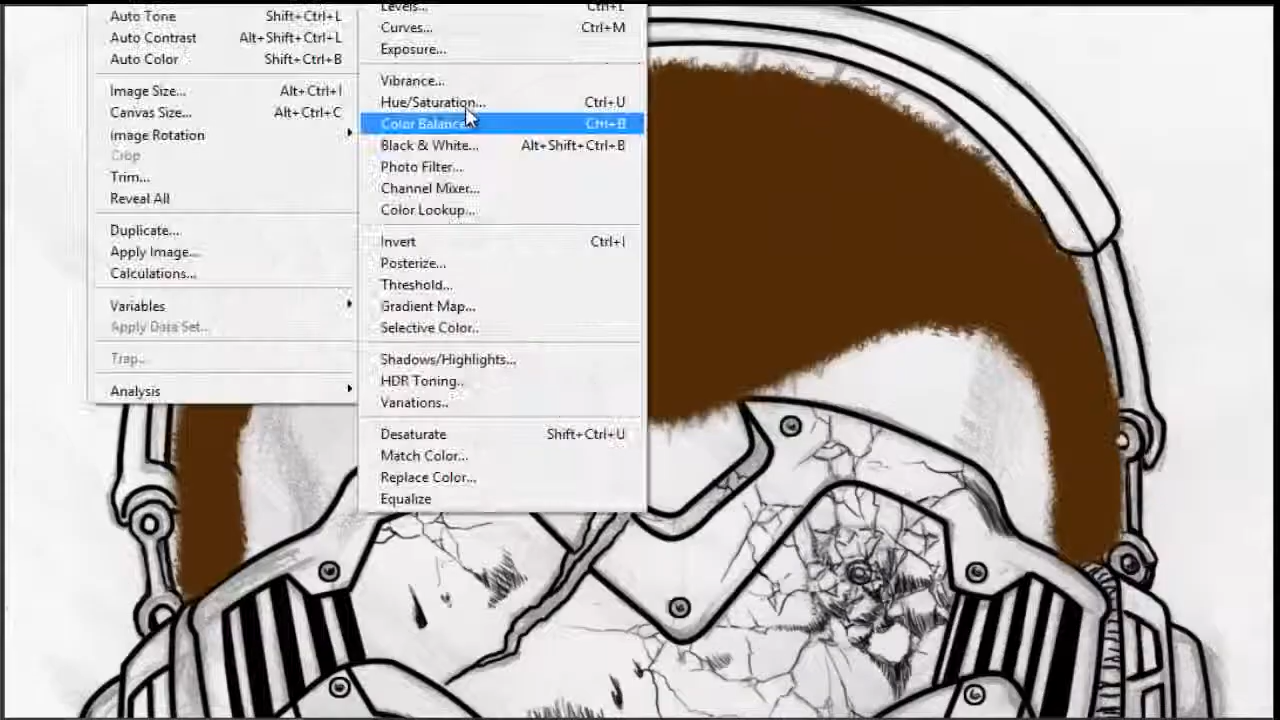 Auto Tone Shift+Ctrl+L
Auto Contrast Alt+Shift+Ctrl+L
Auto Color Shift+Ctrl+B
Image Size... Alt+Ctrl+I
Canvas Size... Alt+Ctrl+C
Image Rotation
Crop
Trim...
Reveal All
Duplicate...
Apply Image...
Calculations...
Variables
Apply Data Set...
Trap...
Analysis
Levels... Ctrl+L
Curves... Ctrl+M
Exposure...
Vibrance...
Hue/Saturation... Ctrl+U
Color Balance... Ctrl+B
Black & White... Alt+Shift+Ctrl+B
Photo Filter...
Channel Mixer...
Color Lookup...
Invert Ctrl+I
Posterize...
Threshold...
Gradient Map...
Selective Color...
Shadows/Highlights...
HDR Toning...
Variations...
Desaturate Shift+Ctrl+U
Match Color...
Replace Color...
Equalize